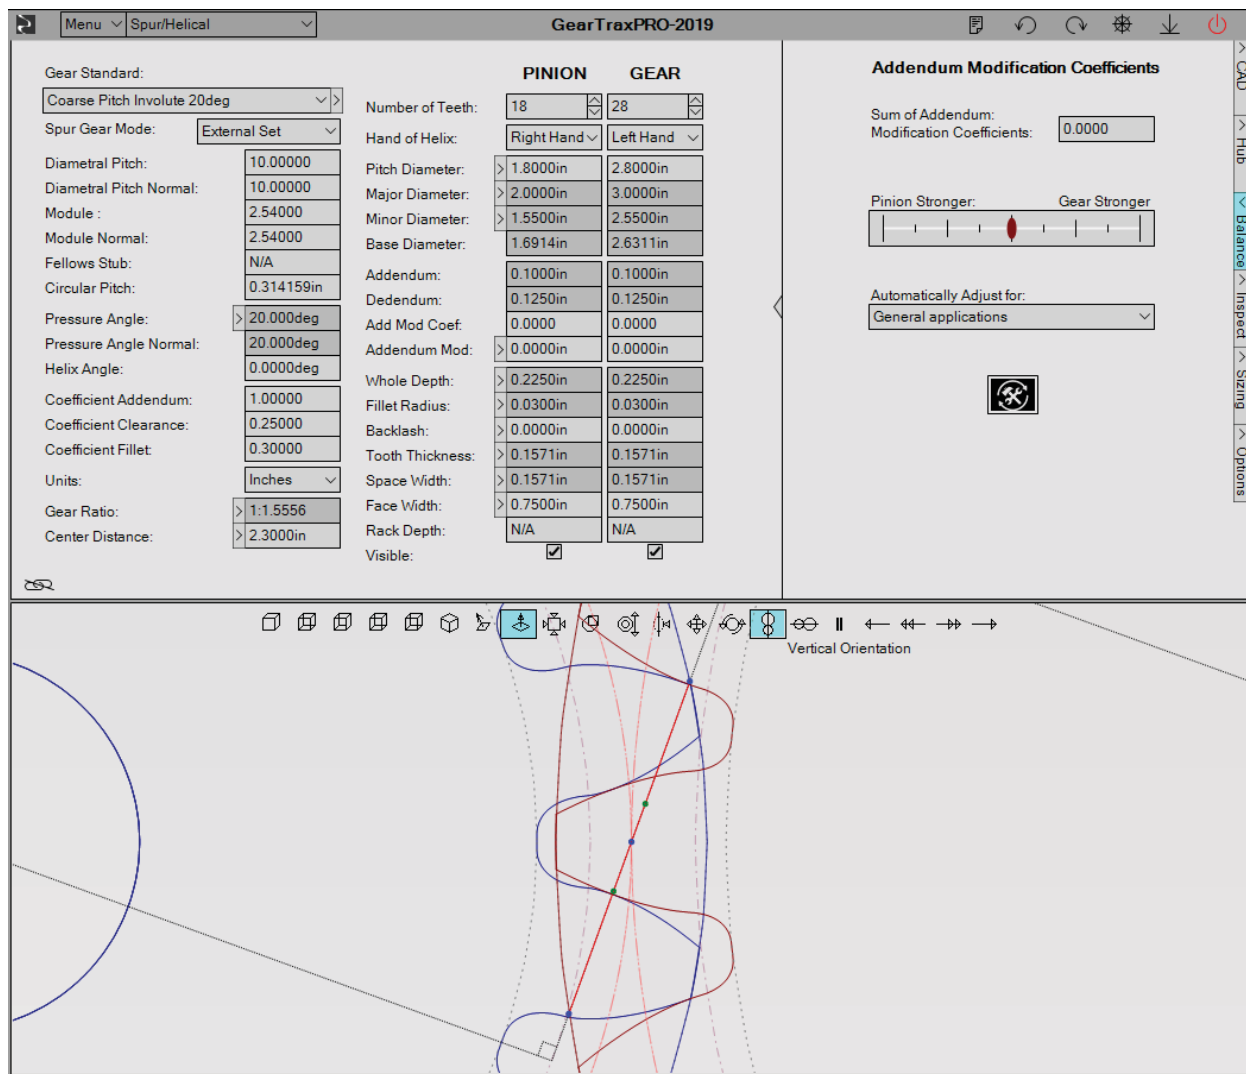 Menu Spur/Helical GearTraxPRO-2019
Gear Standard:
Coarse Pitch Involute 20deg
Spur Gear Mode: External Set
Diametral Pitch: 10.00000
Diametral Pitch Normal: 10.00000
Module : 2.54000
Module Normal: 2.54000
Fellows Stub: N/A
Circular Pitch: 0.314159in
Pressure Angle: > 20.000deg
Pressure Angle Normal: 20.000deg
Helix Angle: 0.0000deg
Coefficient Addendum: 1.00000
Coefficient Clearance: 0.25000
Coefficient Fillet: 0.30000
Units: Inches
Gear Ratio: > 1:1.5556
Center Distance: > 2.3000in
PINION GEAR
Number of Teeth: 18 28
Hand of Helix: Right Hand Left Hand
Pitch Diameter: > 1.8000in 2.8000in
Major Diameter: > 2.0000in 3.0000in
Minor Diameter: > 1.5500in 2.5500in
Base Diameter: 1.6914in 2.6311in
Addendum: 0.1000in 0.1000in
Dedendum: 0.1250in 0.1250in
Add Mod Coef: 0.0000 0.0000
Addendum Mod: > 0.0000in 0.0000in
Whole Depth: > 0.2250in 0.2250in
Fillet Radius: > 0.0300in 0.0300in
Backlash: > 0.0000in 0.0000in
Tooth Thickness: > 0.1571in 0.1571in
Space Width: > 0.1571in 0.1571in
Face Width: > 0.7500in 0.7500in
Rack Depth: N/A N/A
Visible:
Addendum Modification Coefficients
Sum of Addendum:
Modification Coefficients: 0.0000
Pinion Stronger: Gear Stronger
Automatically Adjust for:
General applications
CAD
Hub
Balance
Inspect
Sizing
Options
Vertical Orientation